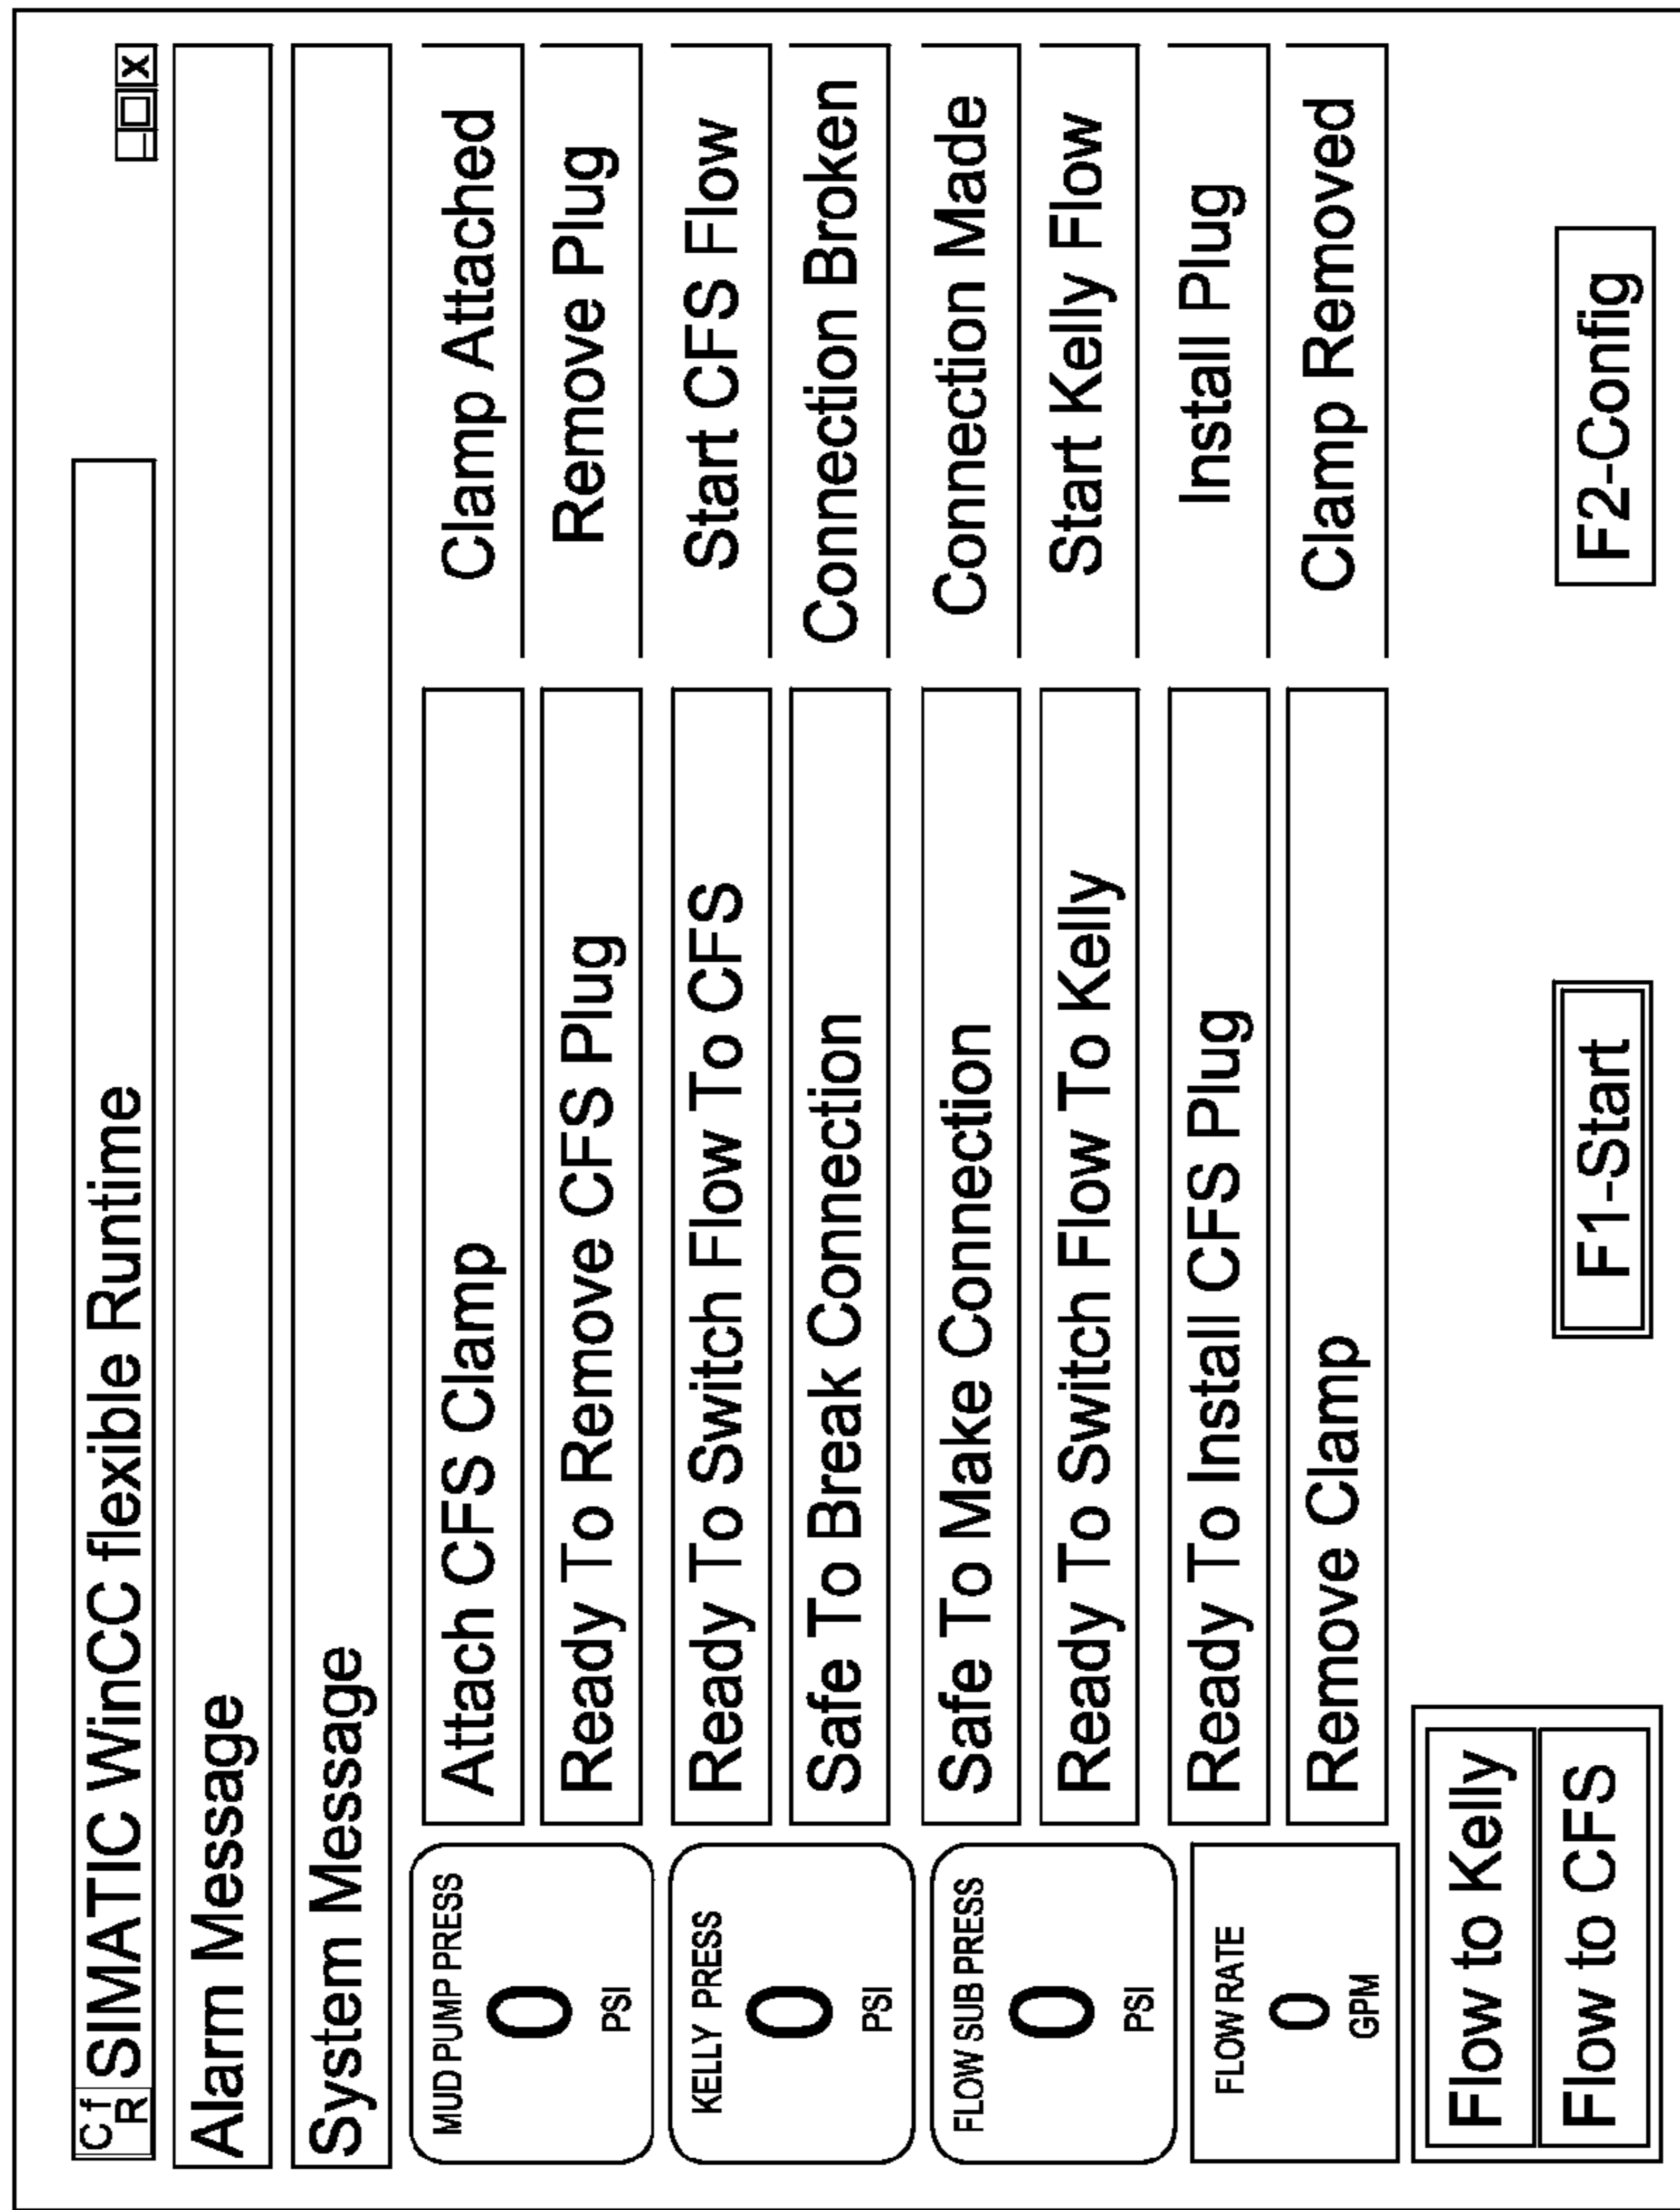 Cf
R
SIMATIC WinCC flexible Runtime
X
Alarm Message
System Message
MUD PUMP PRESS
0
PSI
KELLY PRESS
0
PSI
FLOW SUB PRESS
0
PSI
FLOW RATE
0
GPM
Attach CFS Clamp
Clamp Attached
Ready To Remove CFS Plug
Remove Plug
Ready To Switch Flow To CFS
Start CFS Flow
Safe To Break Connection
Connection Broken
Safe To Make Connection
Connection Made
Ready To Switch Flow To Kelly
Start Kelly Flow
Ready To Install CFS Plug
Install Plug
Remove Clamp
Clamp Removed
Flow to Kelly
Flow to CFS
F1-Start
F2-Config